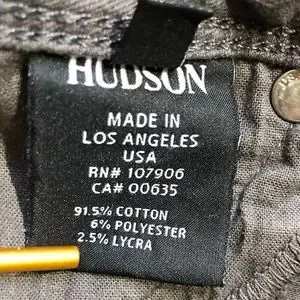 HUDSON
MADE IN
LOS ANGELES
USA
RN# 107906
CA# 00635
91.5% COTTON
6% POLYESTER
2.5% LYCRA